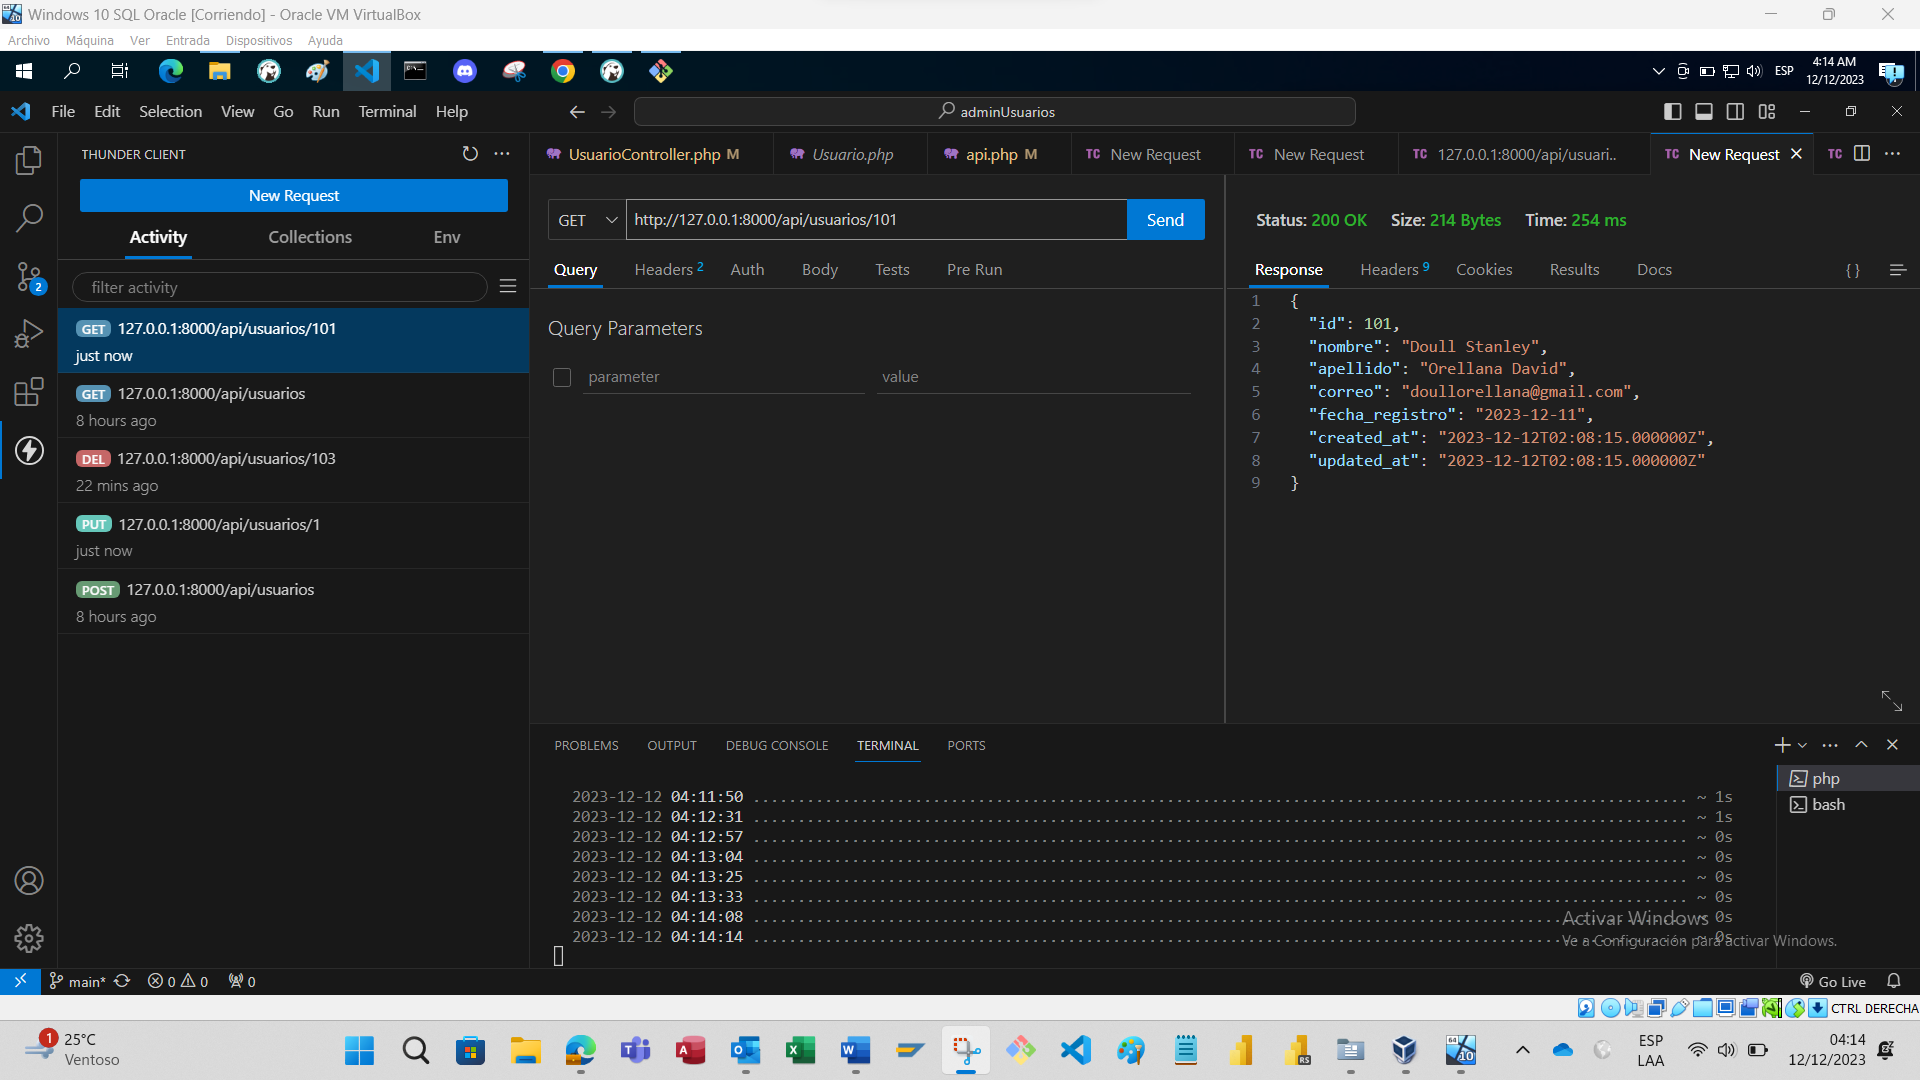 Windows 10 SQL Oracle [Corriendo] - Oracle VM VirtualBox
Archivo Máquina Ver Entrada Dispositivos Ayuda
ESP
4:14 AM
12/12/2023
File Edit Selection View Go Run Terminal Help
adminUsuarios
THUNDER CLIENT
New Request
Activity Collections Env
filter activity
GET 127.0.0.1:8000/api/usuarios/101
just now
GET 127.0.0.1:8000/api/usuarios
8 hours ago
DEL 127.0.0.1:8000/api/usuarios/103
22 mins ago
PUT 127.0.0.1:8000/api/usuarios/1
just now
POST 127.0.0.1:8000/api/usuarios
8 hours ago
2
UsuarioController.php M
Usuario.php
api.php M
TC New Request
TC New Request
TC 127.0.0.1:8000/api/usuari..
TC New Request
TC
GET http://127.0.0.1:8000/api/usuarios/101 Send
Query Headers 2 Auth Body Tests Pre Run
Query Parameters
parameter value
Status: 200 OK Size: 214 Bytes Time: 254 ms
Response Headers 9 Cookies Results Docs { }
1 {
2 "id": 101,
3 "nombre": "Doull Stanley",
4 "apellido": "Orellana David",
5 "correo": "doullorellana@gmail.com",
6 "fecha_registro": "2023-12-11",
7 "created_at": "2023-12-12T02:08:15.000000Z",
8 "updated_at": "2023-12-12T02:08:15.000000Z"
9 }
PROBLEMS OUTPUT DEBUG CONSOLE TERMINAL PORTS
2023-12-12 04:11:50 ........ ~ 1s
2023-12-12 04:12:31 ........ ~ 1s
2023-12-12 04:12:57 ........ ~ 0s
2023-12-12 04:13:04 ........ ~ 0s
2023-12-12 04:13:25 ........ ~ 0s
2023-12-12 04:13:33 ........ ~ 0s
2023-12-12 04:14:08 ........ ~ 0s
2023-12-12 04:14:14 ........ ~ 0s
php
bash
Activar Windows
Ve a Configuración para activar Windows.
main* 0 0 0
Go Live
CTRL DERECHA
1
25°C
Ventoso
ESP
LAA
04:14
12/12/2023